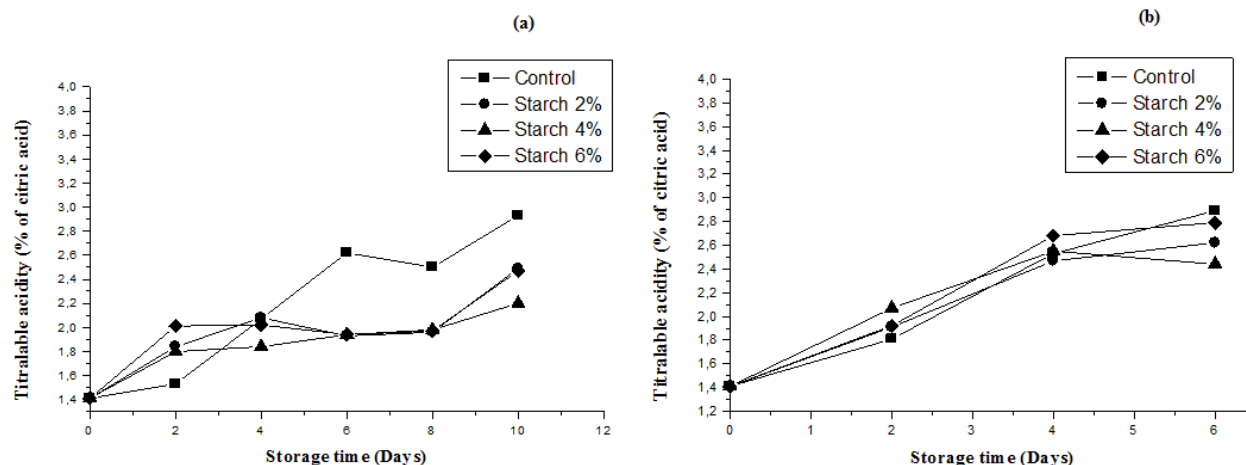 (a)
Control
Starch 2%
Starch 4%
Starch 6%
4,0
3,8
3,6
3,4
3,2
3,0
2,8
2,6
2,4
2,2
2,0
1,8
1,6
1,4
Titralable acidity (% of citric acid)
0 2 4 6 8 10 12
Storage time (Days)
(b)
Control
Starch 2%
Starch 4%
Starch 6%
4,0
3,8
3,6
3,4
3,2
3,0
2,8
2,6
2,4
2,2
2,0
1,8
1,6
1,4
1,2
Titralable acidity (% of citric acid)
0 1 2 3 4 5 6
Storage time (Days)